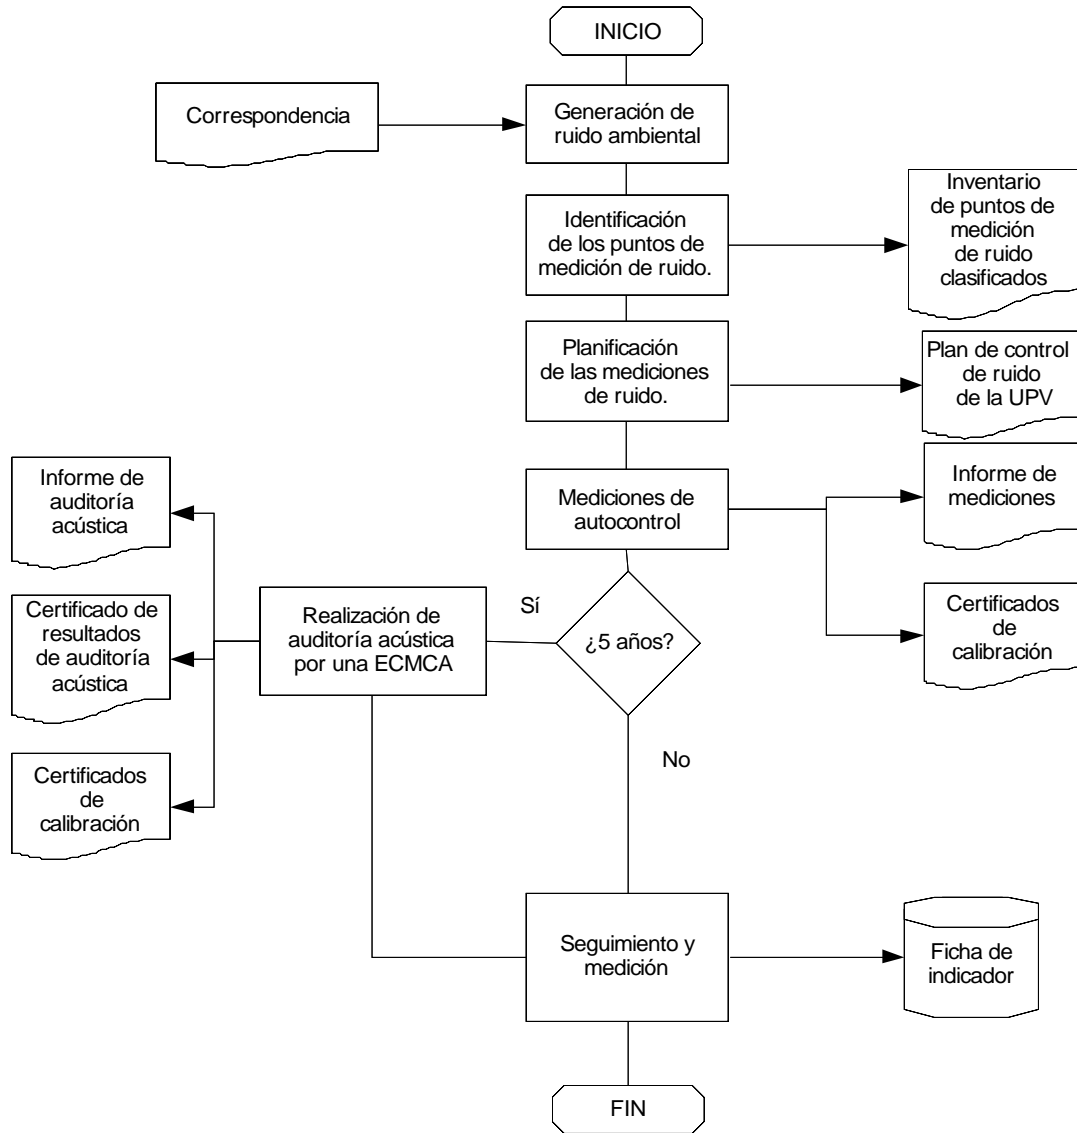 INICIO
Correspondencia
Generación de
ruido ambiental
Identificación
de los puntos de
medición de ruido.
Inventario
de puntos de
medición
de ruido
clasificados
Planificación
de las mediciones
de ruido.
Plan de control
de ruido
de la UPV
Mediciones de
autocontrol
Informe de
mediciones
Certificados
de
calibración
¿5 años?
Sí
No
Realización de
auditoría acústica
por una ECMCA
Informe de
auditoría
acústica
Certificado de
resultados
de auditoría
acústica
Certificados
de
calibración
Seguimiento y
medición
Ficha de
indicador
FIN